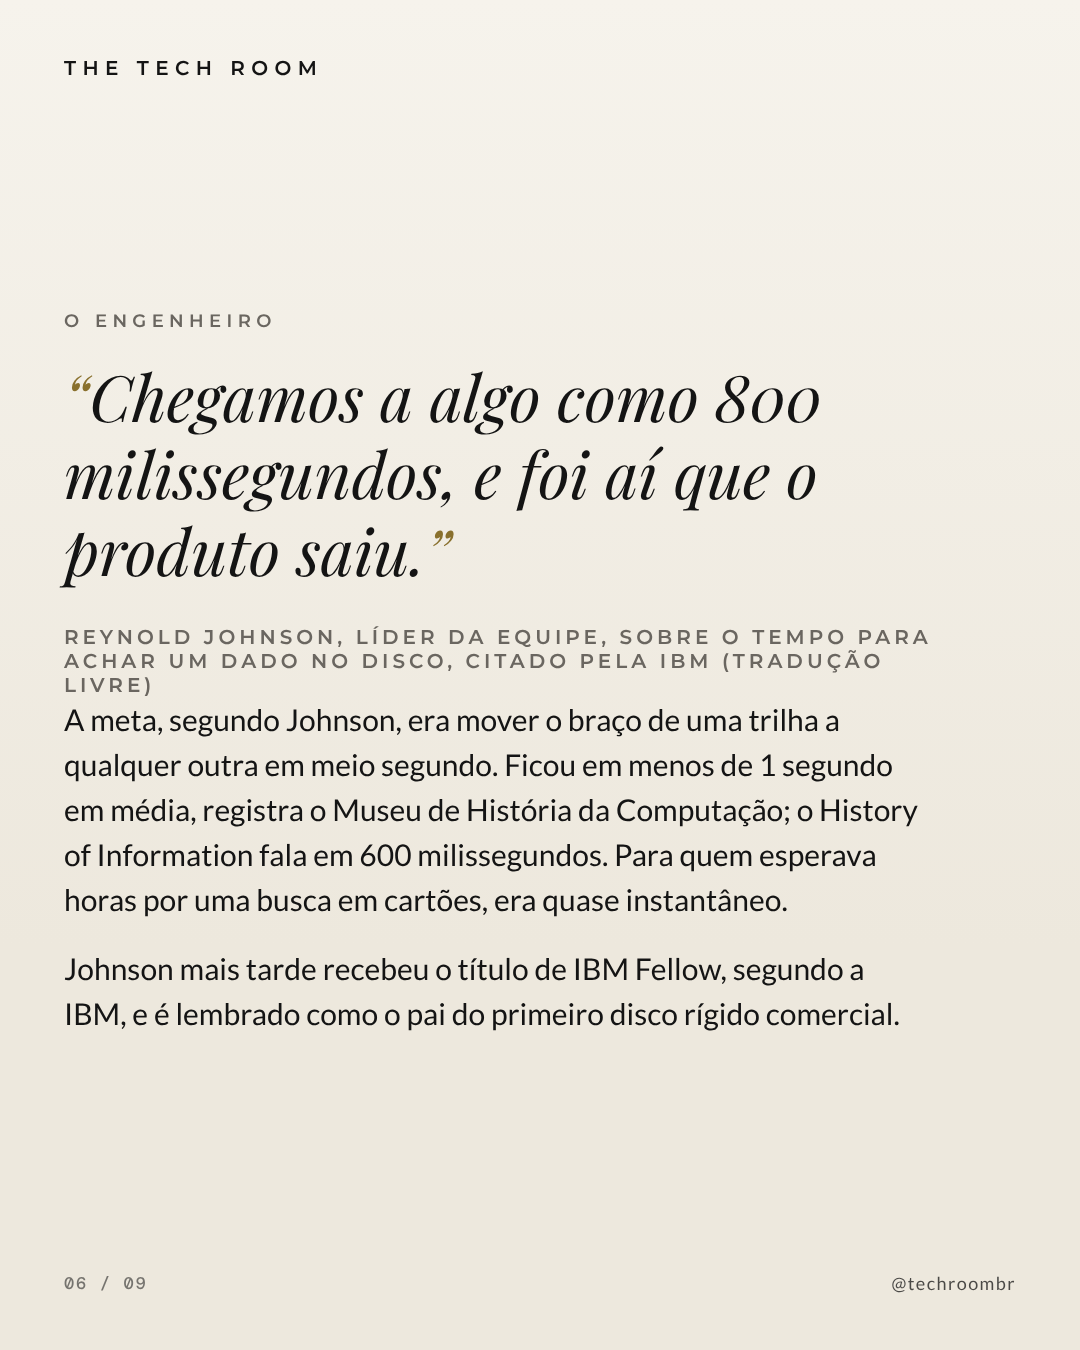 THE TECH ROOM
O ENGENHEIRO
“Chegamos a algo como 800
milissegundos, e foi aí que o
produto saiu.”
REYNOLD JOHNSON, LÍDER DA EQUIPE, SOBRE O TEMPO PARA
ACHAR UM DADO NO DISCO, CITADO PELA IBM (TRADUÇÃO
LIVRE)
A meta, segundo Johnson, era mover o braço de uma trilha a
qualquer outra em meio segundo. Ficou em menos de 1 segundo
em média, registra o Museu de História da Computação; o History
of Information fala em 600 milissegundos. Para quem esperava
horas por uma busca em cartões, era quase instantâneo.
Johnson mais tarde recebeu o título de IBM Fellow, segundo a
IBM, e é lembrado como o pai do primeiro disco rígido comercial.
06 / 09
@techroombr